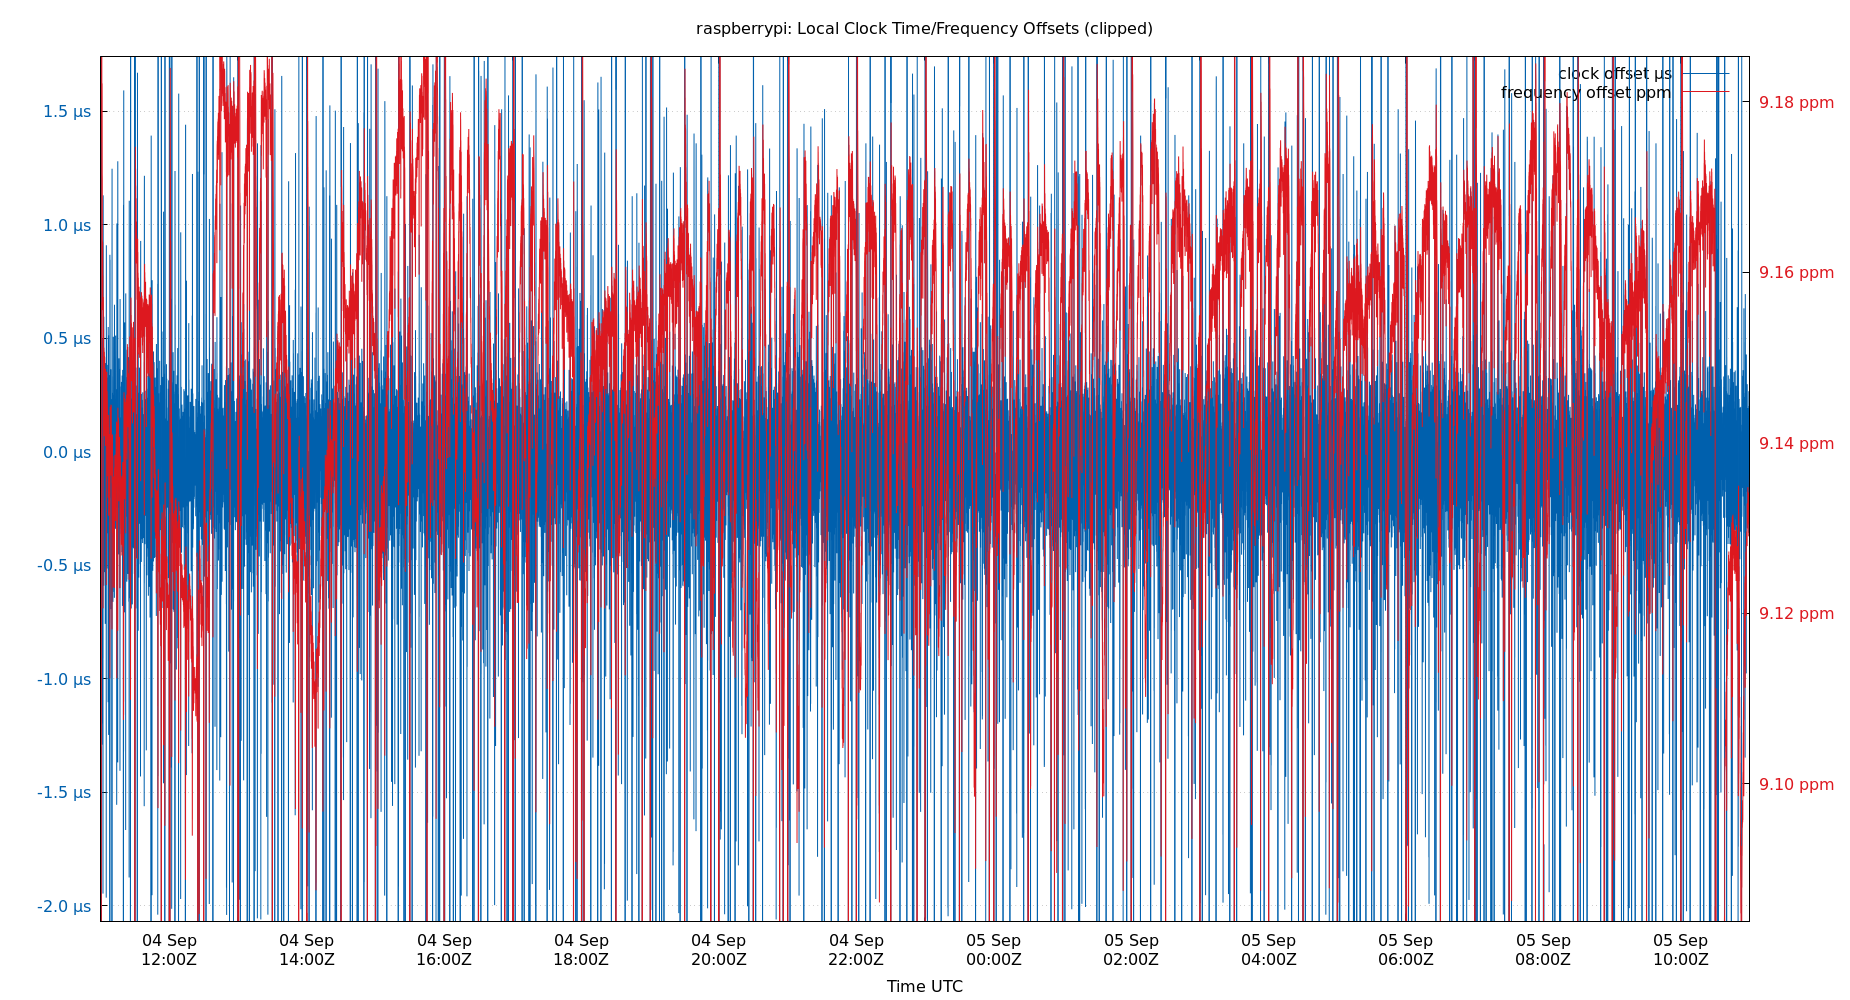 raspberrypi: Local Clock Time/Frequency Offsets (clipped)
clock offset µs
frequency offset ppm
1.5 µs
1.0 µs
0.5 µs
0.0 µs
-0.5 µs
-1.0 µs
-1.5 µs
-2.0 µs
9.18 ppm
9.16 ppm
9.14 ppm
9.12 ppm
9.10 ppm
04 Sep 04 Sep 04 Sep 04 Sep 04 Sep 04 Sep 05 Sep 05 Sep 05 Sep 05 Sep 05 Sep 05 Sep
12:00Z 14:00Z 16:00Z 18:00Z 20:00Z 22:00Z 00:00Z 02:00Z 04:00Z 06:00Z 08:00Z 10:00Z
Time UTC